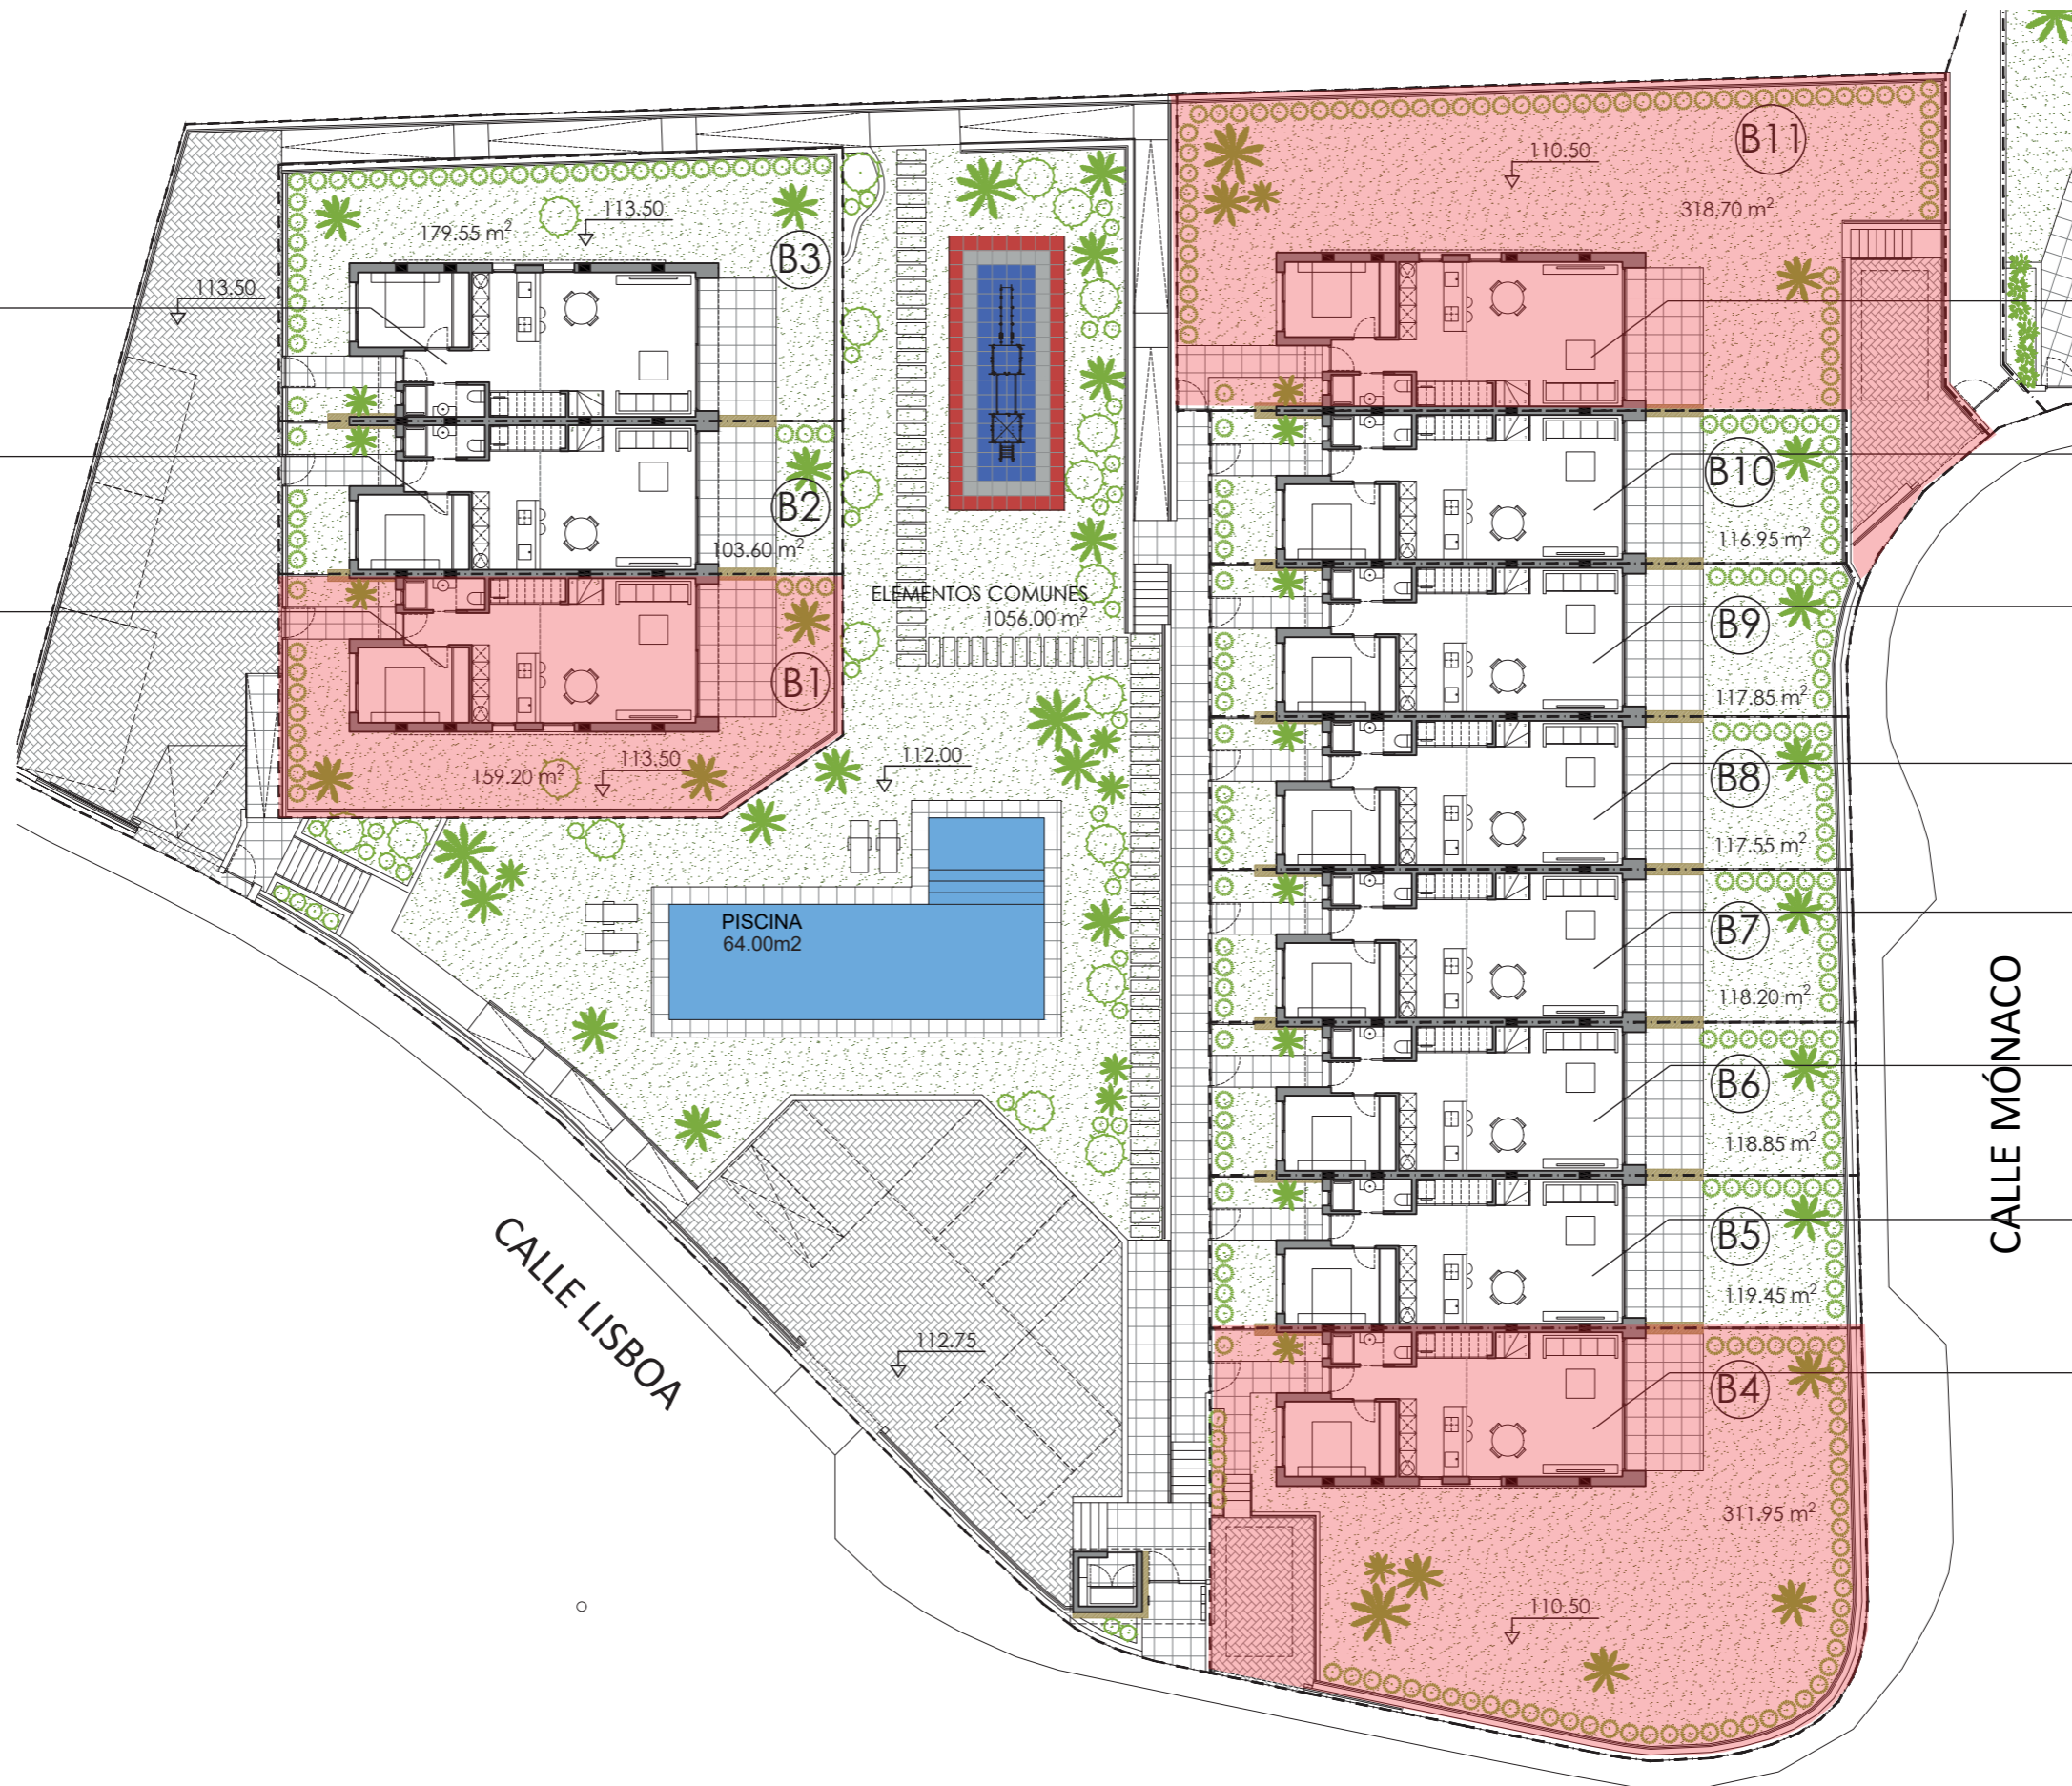 B11
110.50
318.70 m²
113.50
179.55 m²
B3
113.50
B10
B2
116.95 m²
103.60 m²
ELEMENTOS COMUNES
1056.00 m²
B9
B1
117.85 m²
112.00
113.50
159.20 m²
B8
117.55 m²
PISCINA
64.00m2
B7
118.20 m²
CALLE MÓNACO
B6
118.85 m²
B5
119.45 m²
CALLE LISBOA
112.75
B4
311.95 m²
110.50